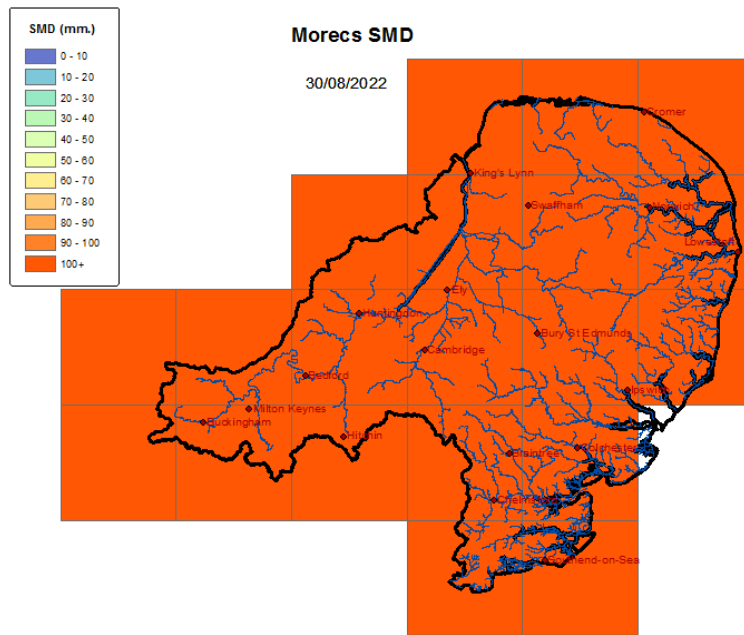 SMD (mm.)
0 - 10
10 - 20
20 - 30
30 - 40
40 - 50
50 - 60
60 - 70
70 - 80
80 - 90
90 - 100
100+
Morecs SMD
30/08/2022
Cromer
King's Lynn
Swaffham
Norwich
Lowestoft
Ely
Huntingdon
Bury St Edmunds
Cambridge
Bedford
Ipswich
Milton Keynes
Buckingham
Hitchin
Colchester
Braintree
Chelmsford
Southend-on-Sea